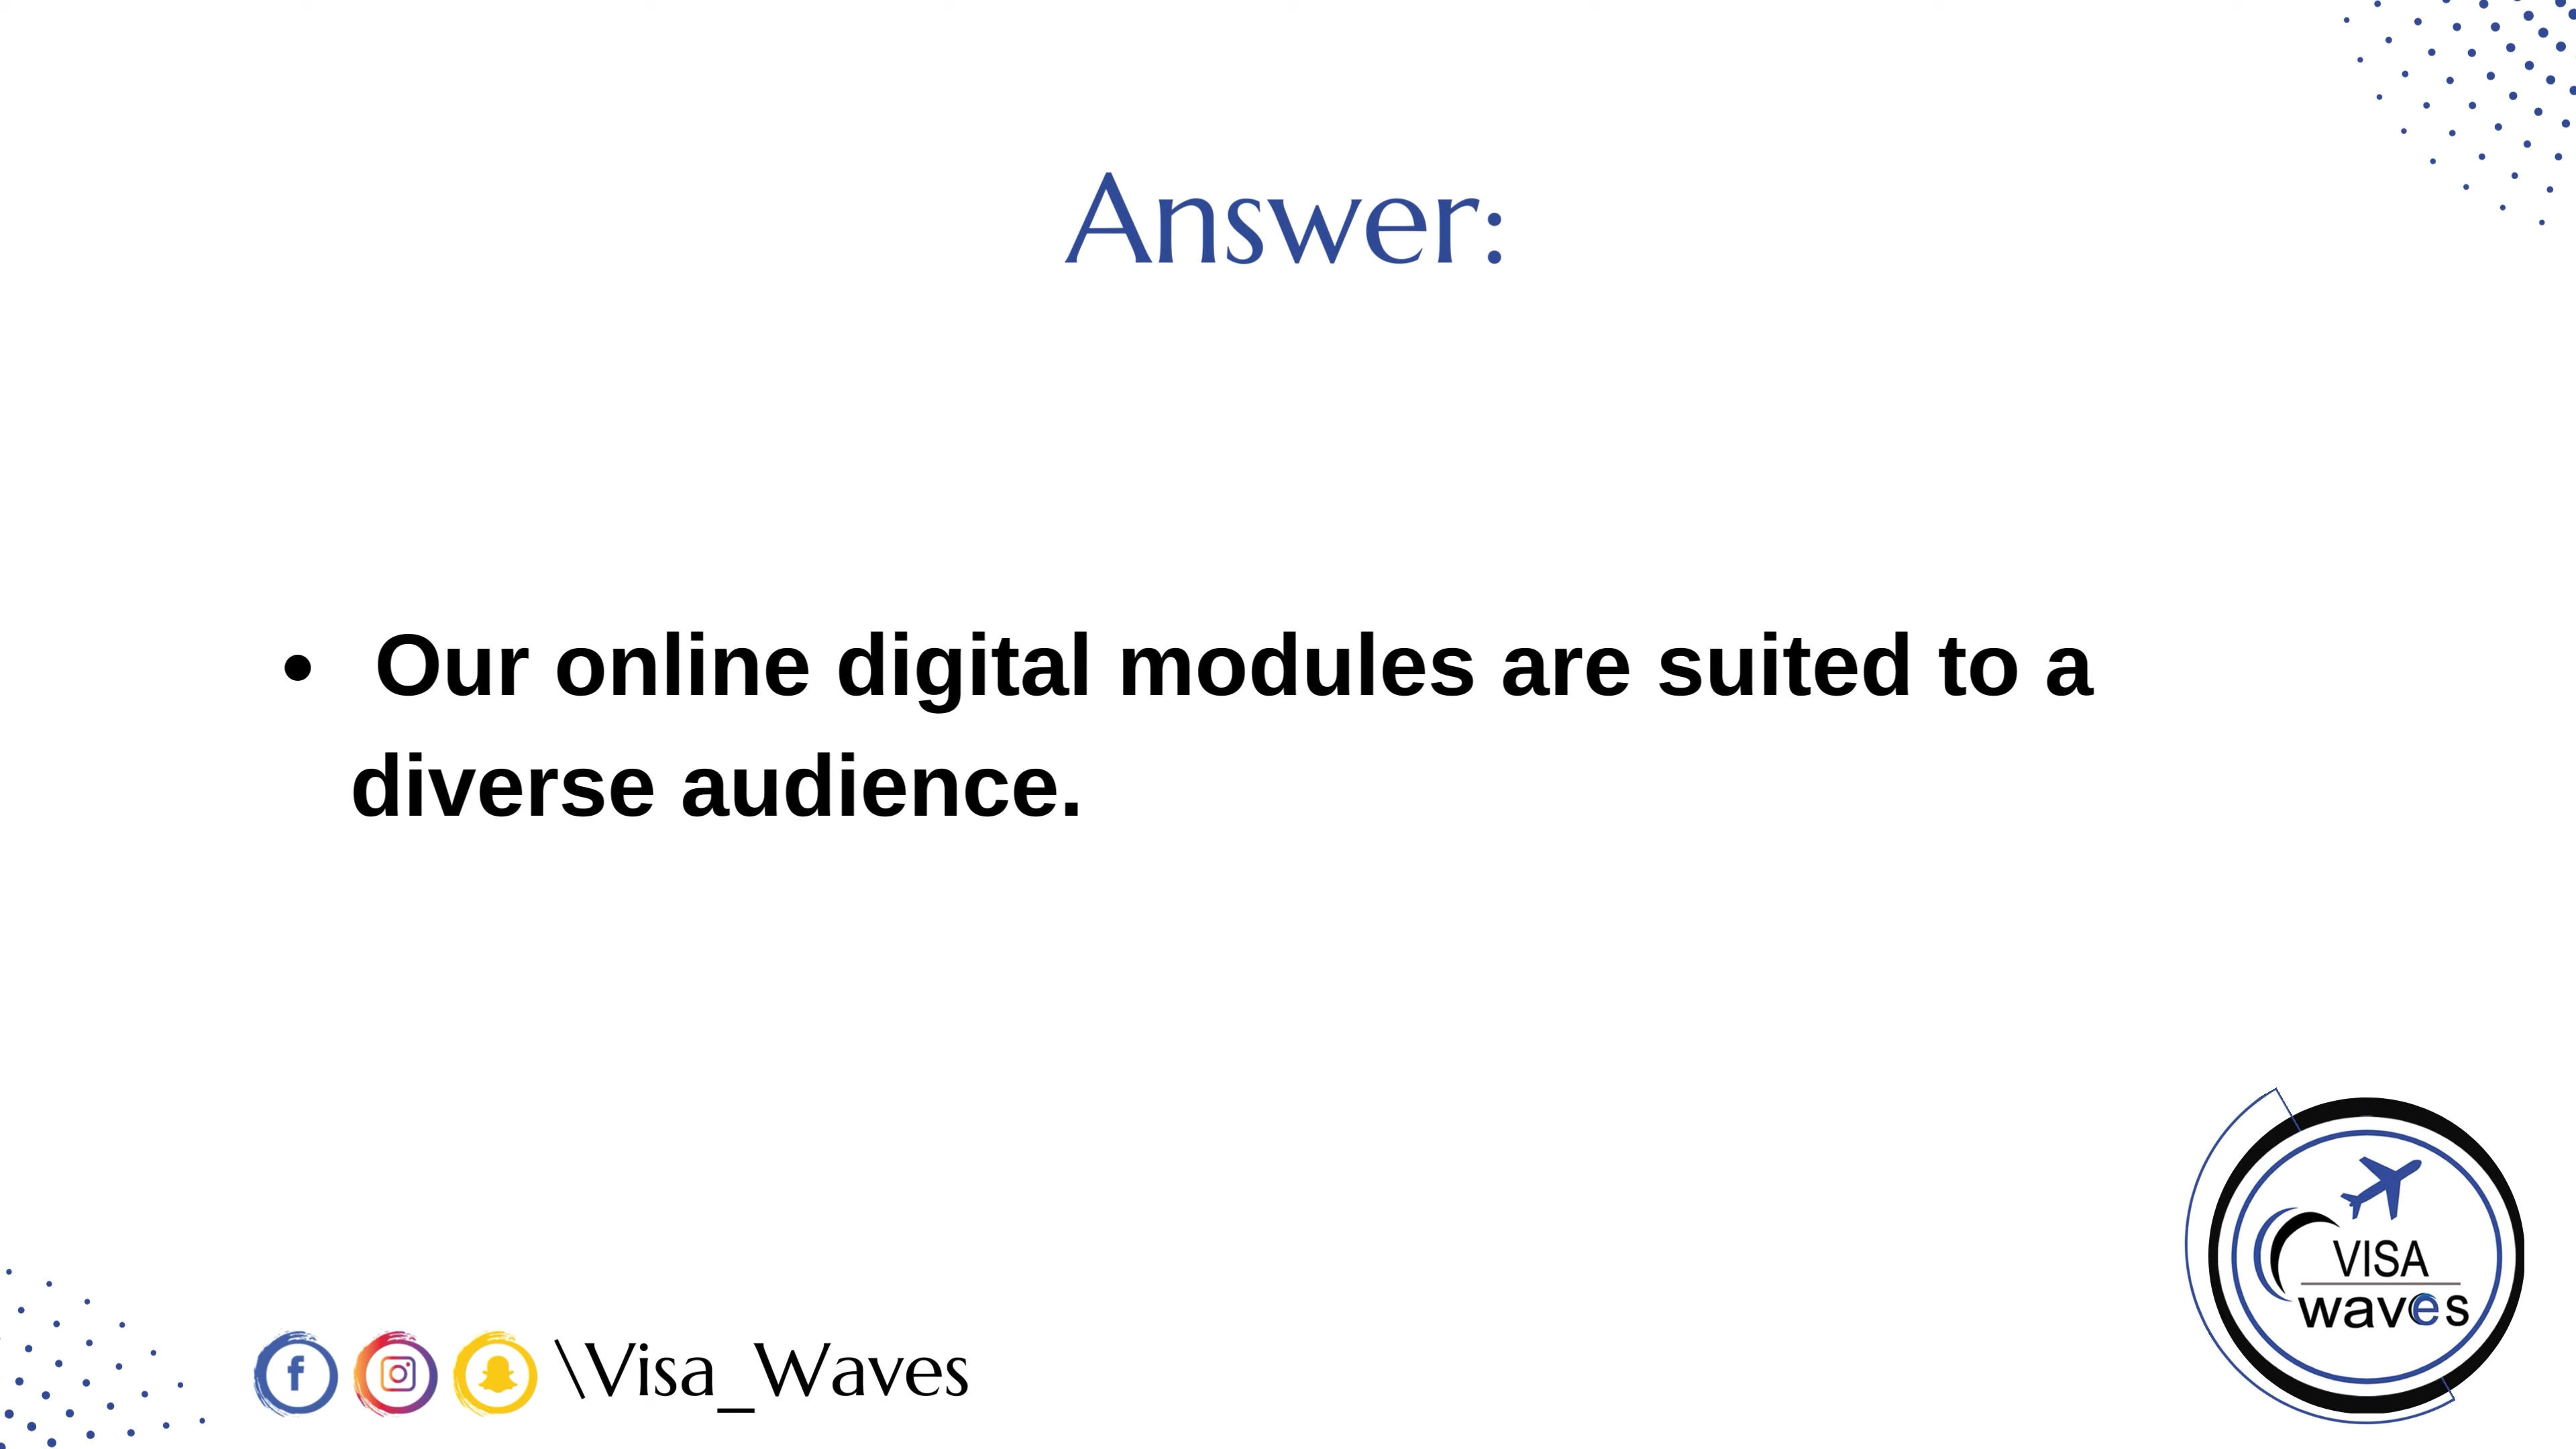 Answer:
• Our online digital modules are suited to a
diverse audience.
VISA
waves
\Visa_Waves